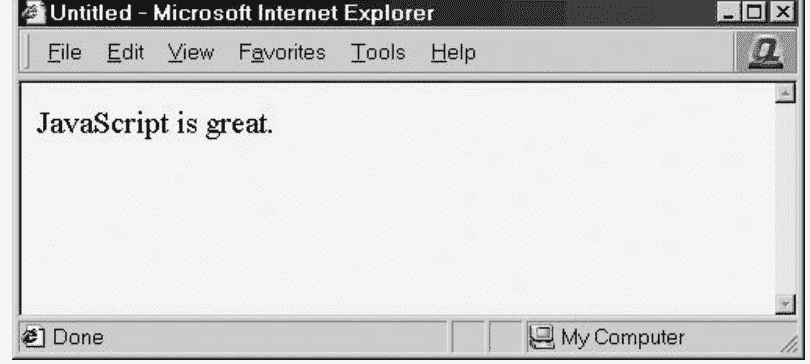 Untitled - Microsoft Internet Explorer
File Edit View Favorites Tools Help
JavaScript is great.
Done My Computer